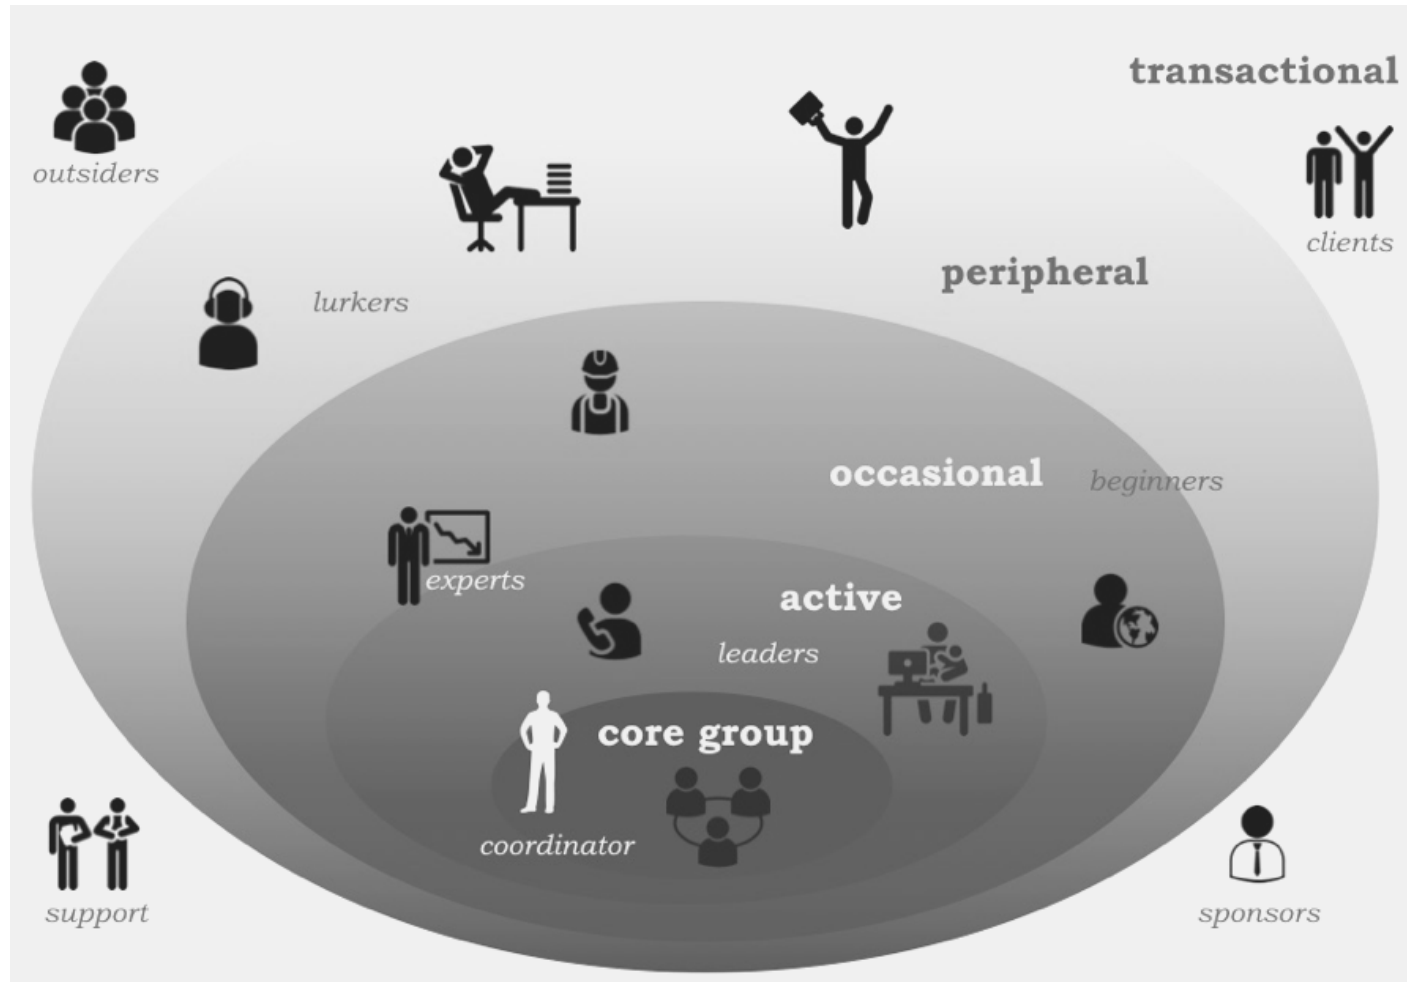 transactional
outsiders
clients
peripheral
lurkers
occasional
beginners
experts
active
leaders
core group
coordinator
support
sponsors